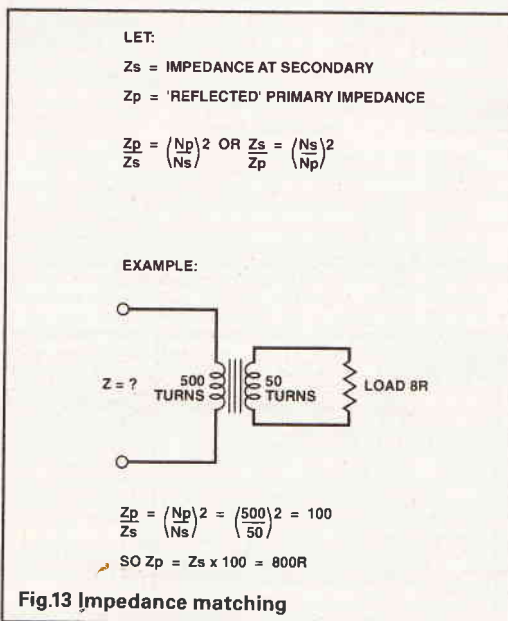 LET:
Zs = IMPEDANCE AT SECONDARY
Zp = 'REFLECTED' PRIMARY IMPEDANCE
Zp/Zs = (Np/Ns)2 OR Zs/Zp = (Ns/Np)2
EXAMPLE:
Z = ?
500 TURNS
50 TURNS
LOAD 8R
Zp/Zs = (Np/Ns)2 = (500/50)2 = 100
SO Zp = Zs x 100 = 800R
Fig.13 Impedance matching